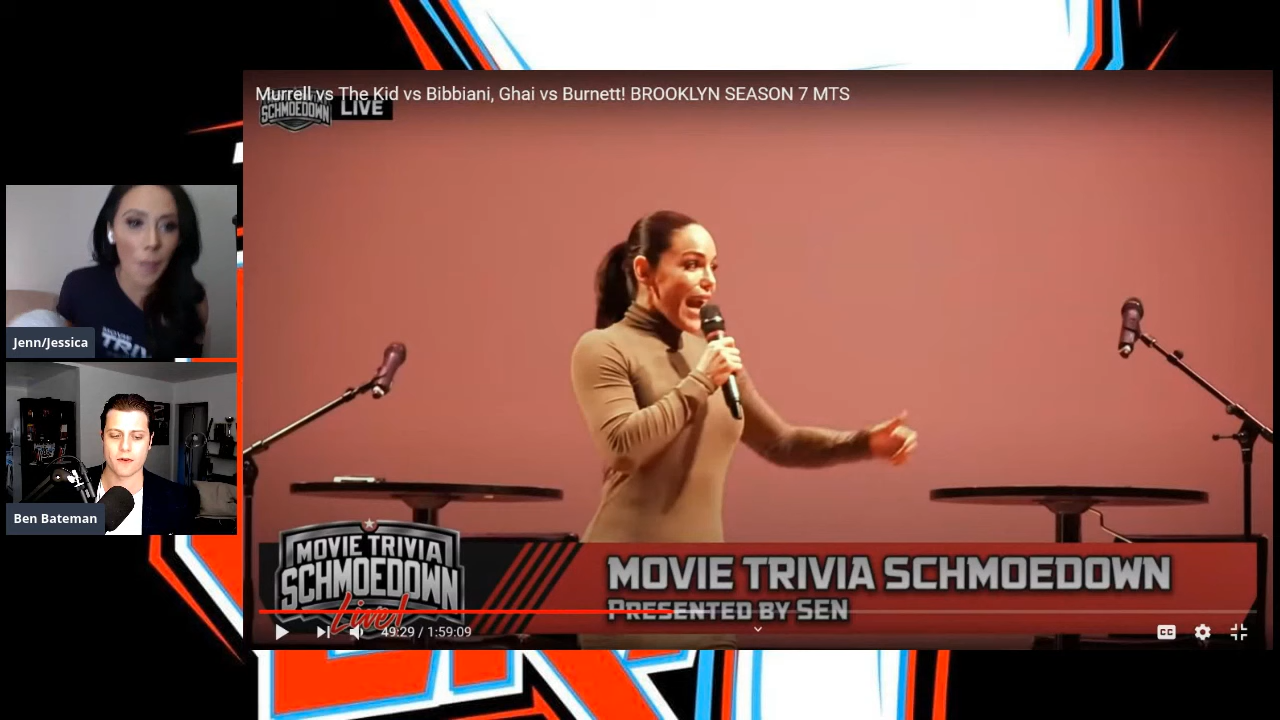 Murrell vs The Kid vs Bibbiani, Ghai vs Burnett! BROOKLYN SEASON 7 MTS
SCHMOEDOWN LIVE
Jenn/Jessica
Ben Bateman
MOVIE TRIVIA
SCHMOEDOWN
Live!
MOVIE TRIVIA SCHMOEDOWN
PRESENTED BY SEN
49:29 / 1:59:09
CC